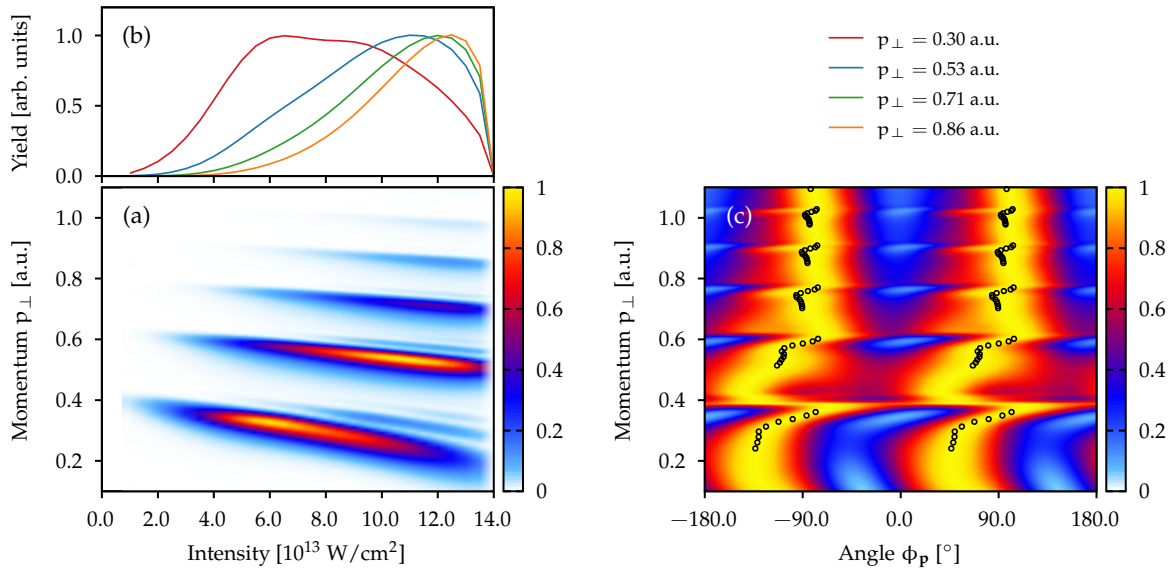 Yield [arb. units]
1.0
0.5
0.0
(b)
p⊥ = 0.30 a.u.
p⊥ = 0.53 a.u.
p⊥ = 0.71 a.u.
p⊥ = 0.86 a.u.
Momentum p⊥ [a.u.]
1.0
0.8
0.6
0.4
0.2
(a)
1
0.8
0.6
0.4
0.2
0
0.0 2.0 4.0 6.0 8.0 10.0 12.0 14.0
Intensity [10¹³ W/cm²]
Momentum p⊥ [a.u.]
1.0
0.8
0.6
0.4
0.2
(c)
1
0.8
0.6
0.4
0.2
0
−180.0 −90.0 0.0 90.0 180.0
Angle ϕₚ [°]